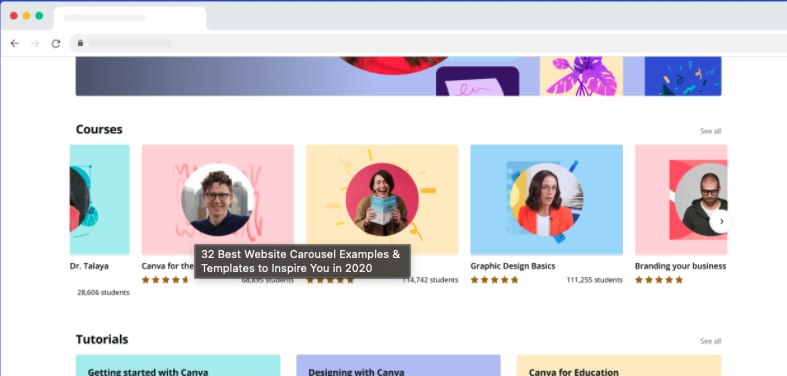 Courses
See all
Dr. Talaya
Canva for the
Graphic Design Basics
Branding your business
32 Best Website Carousel Examples &
Templates to Inspire You in 2020
28,606 students
68,895 students
114,742 students
111,255 students
Tutorials
See all
Getting started with Canva
Designing with Canva
Canva for Education